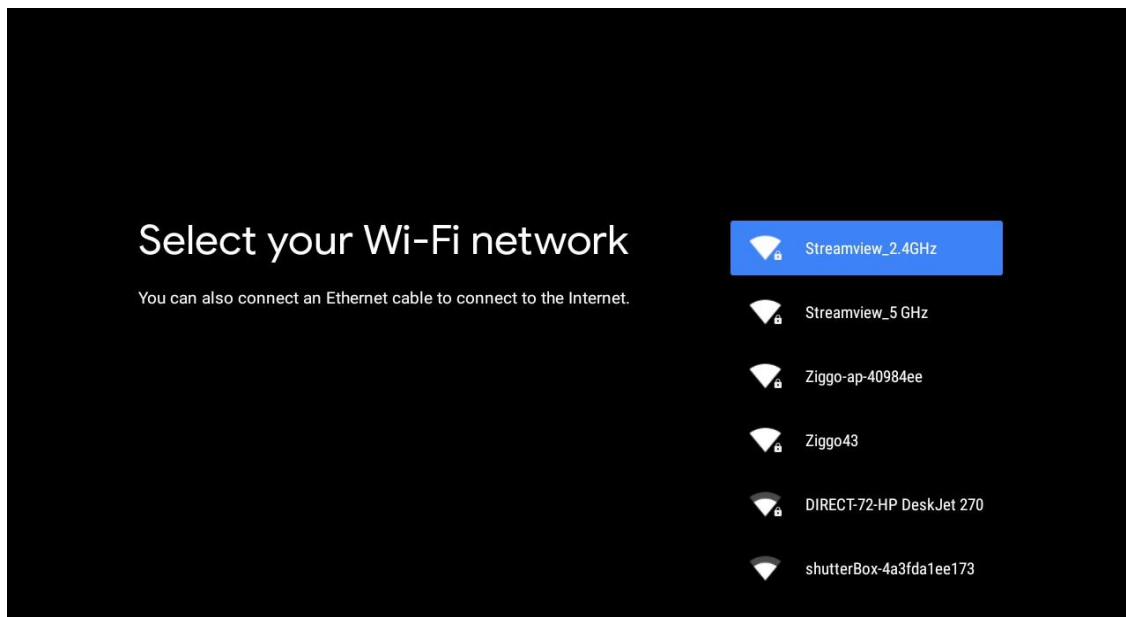 Select your Wi-Fi network
You can also connect an Ethernet cable to connect to the Internet.
Streamview_2.4GHz
Streamview_5 GHz
Ziggo-ap-40984ee
Ziggo43
DIRECT-72-HP DeskJet 270
shutterBox-4a3fda1ee173